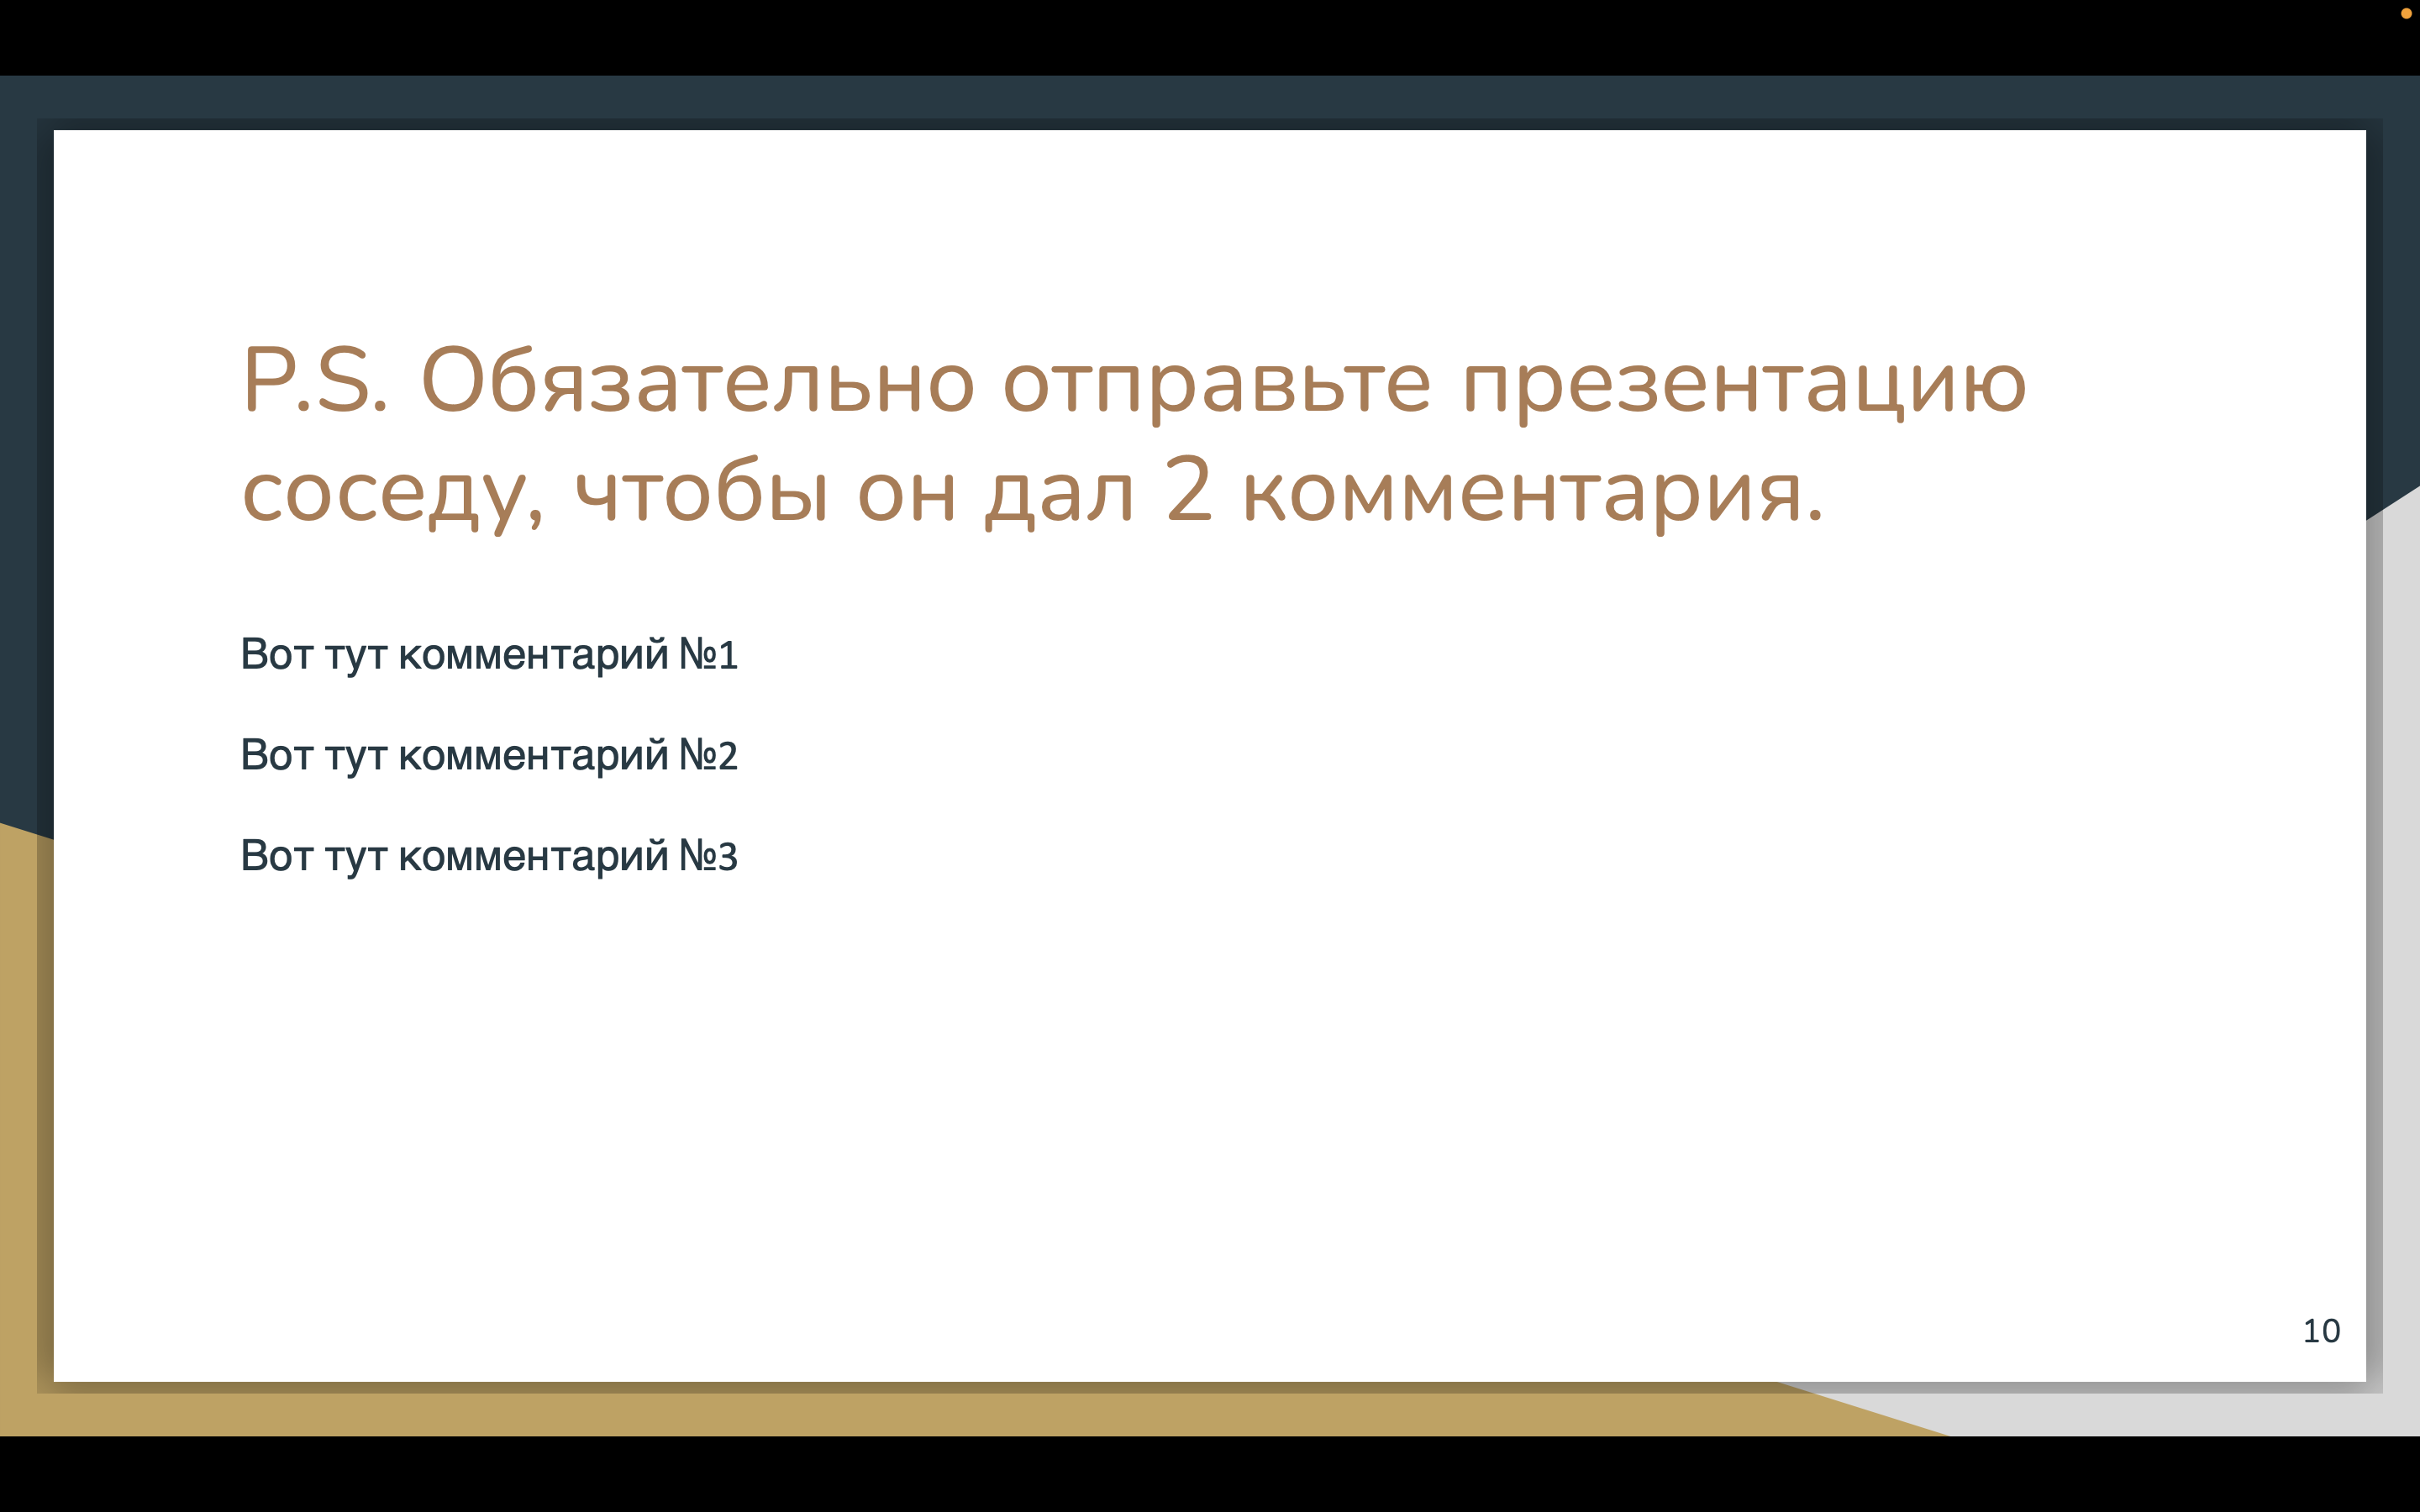 P.S. Обязательно отправьте презентацию
соседу, чтобы он дал 2 комментария.
Вот тут комментарий №1
Вот тут комментарий №2
Вот тут комментарий №3
10